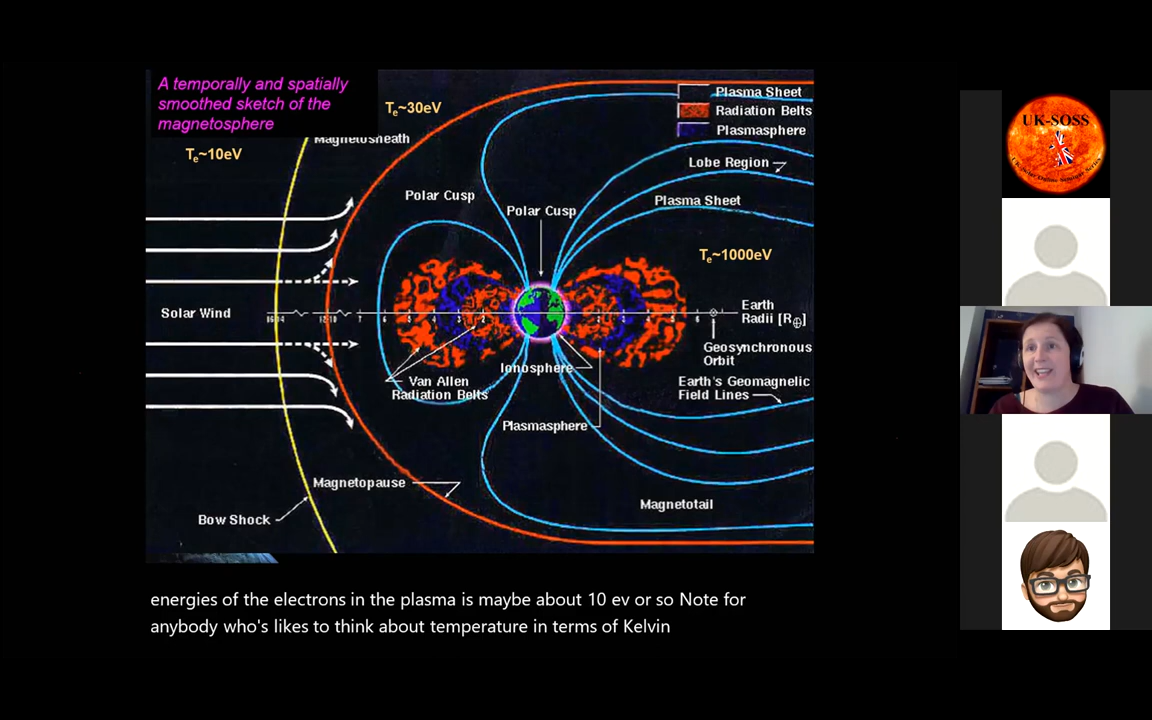 A temporally and spatially
smoothed sketch of the
magnetosphere
Te~10eV
Te~30eV
Magnetosheath
Plasma Sheet
Radiation Belts
Plasmasphere
Lobe Region
Polar Cusp
Polar Cusp
Plasma Sheet
Te~1000eV
Solar Wind
Earth
Radii [R⊕]
Geosynchronous
Orbit
Ionosphere
Van Allen
Radiation Belts
Earth's Geomagnetic
Field Lines
Plasmasphere
Magnetopause
Magnetotail
Bow Shock
energies of the electrons in the plasma is maybe about 10 ev or so Note for
anybody who's likes to think about temperature in terms of Kelvin
UK-SOSS